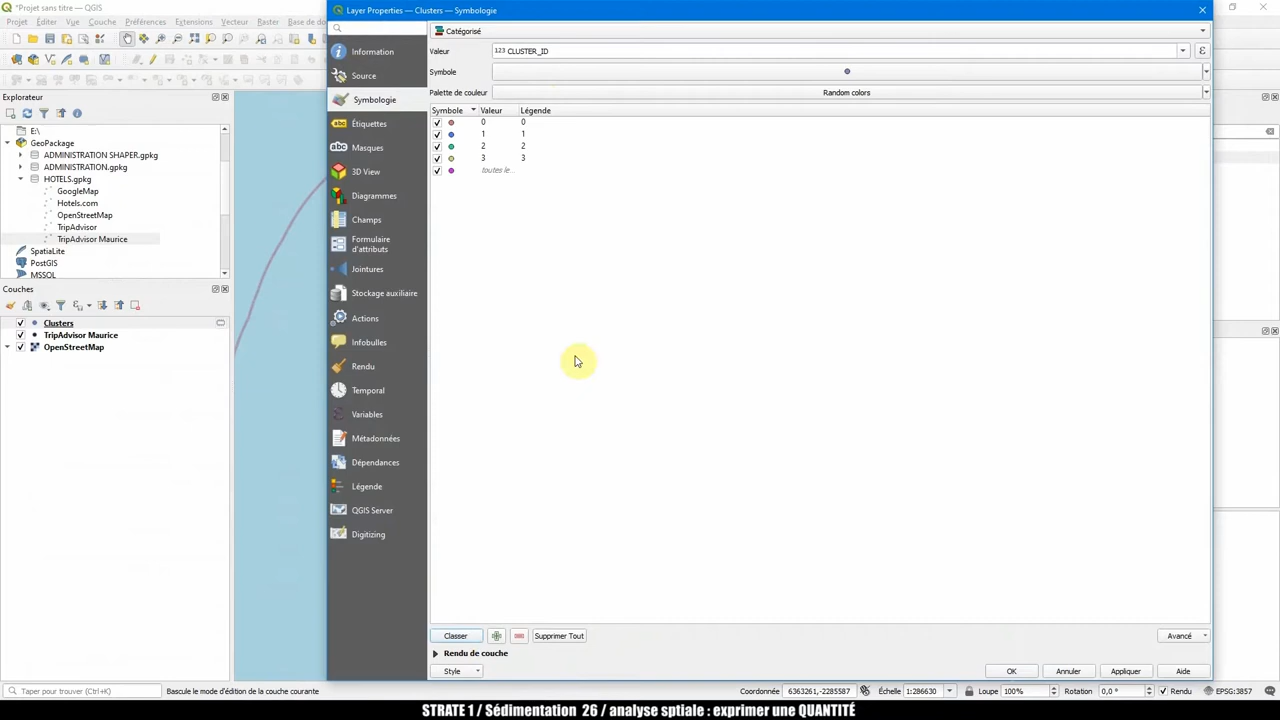 *Projet sans titre — QGIS
Layer Properties — Clusters — Symbologie
Projet Éditer Vue Couche Préférences Extensions Vecteur Raster Base de do
Catégorisé
Valeur 123 CLUSTER_ID ε
Symbole
Palette de couleur Random colors
Symbole Valeur Légende
0 0
1 1
2 2
3 3
toutes le...
Information
Source
Symbologie
abc Étiquettes
abc Masques
3D View
Diagrammes
Champs
Formulaire
d'attributs
Jointures
Stockage auxiliaire
Actions
Infobulles
Rendu
Temporal
Variables
Métadonnées
Dépendances
Légende
QGIS Server
Digitizing
Explorateur
E:\
GeoPackage
ADMINISTRATION SHAPER.gpkg
ADMINISTRATION.gpkg
HOTELS.gpkg
GoogleMap
Hotels.com
OpenStreetMap
TripAdvisor
TripAdvisor Maurice
SpatiaLite
PostGIS
MSSQL
Couches
Clusters
TripAdvisor Maurice
OpenStreetMap
Classer Supprimer Tout Avancé
Rendu de couche
Style OK Annuler Appliquer Aide
Taper pour trouver (Ctrl+K) Bascule le mode d'édition de la couche courante Coordonnée 6363261,-2285587 Échelle 1:286630 Loupe 100% Rotation 0,0 ° Rendu EPSG:3857
STRATE 1 / Sédimentation 26 / analyse sptiale : exprimer une QUANTITÉ